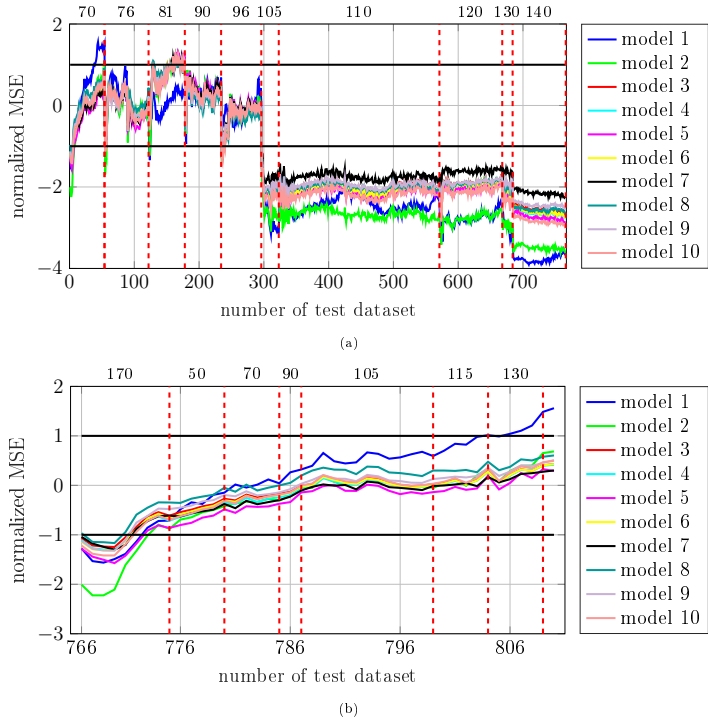 70 76 81 90 96 105 110 120 130 140
2
0
−2
−4
normalized MSE
0 100 200 300 400 500 600 700
number of test dataset
model 1
model 2
model 3
model 4
model 5
model 6
model 7
model 8
model 9
model 10
(a)
170 50 70 90 105 115 130
2
1
0
−1
−2
−3
normalized MSE
766 776 786 796 806
number of test dataset
model 1
model 2
model 3
model 4
model 5
model 6
model 7
model 8
model 9
model 10
(b)